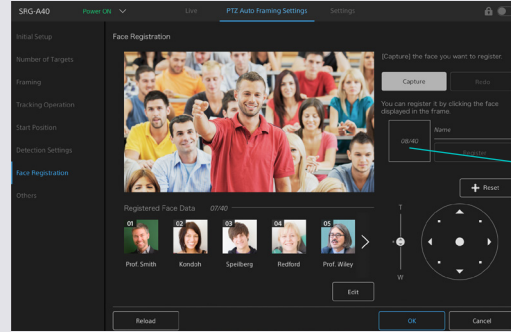 SRG-A40
Power ON
Live
PTZ Auto Framing Settings
Settings
Initial Setup
Number of Targets
Framing
Tracking Operation
Start Position
Detection Settings
Face Registration
Others
Face Registration
[Capture] the face you want to register.
Capture
Redo
You can register it by clicking the face
displayed in the frame.
08/40
Name
Register
Reset
T
W
Registered Face Data 07/40
01
02
03
04
05
Prof. Smith
Kondoh
Speilberg
Redford
Prof. Wiley
Edit
Reload
OK
Cancel